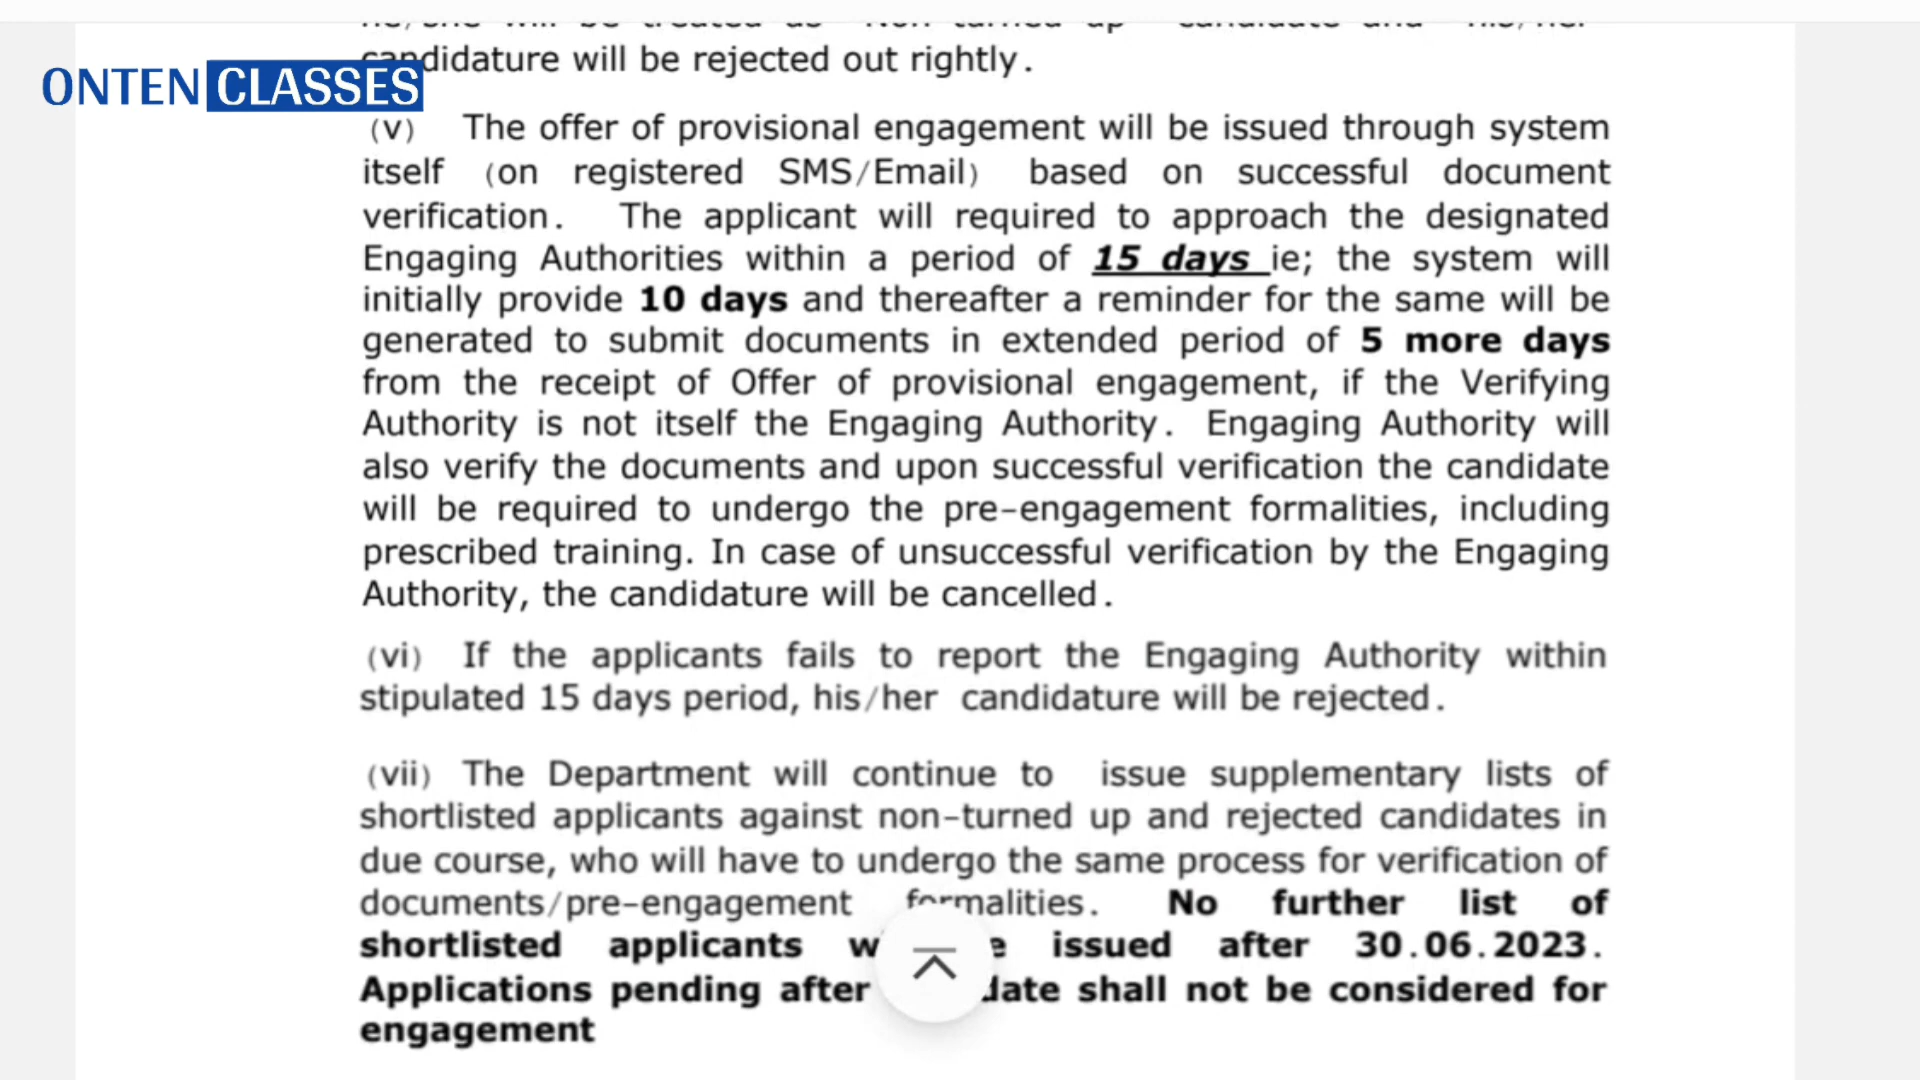 candidature will be rejected out rightly.
ONTEN CLASSES
(v) The offer of provisional engagement will be issued through system
itself (on registered SMS/Email) based on successful document
verification. The applicant will required to approach the designated
Engaging Authorities within a period of 15 days ie; the system will
initially provide 10 days and thereafter a reminder for the same will be
generated to submit documents in extended period of 5 more days
from the receipt of Offer of provisional engagement, if the Verifying
Authority is not itself the Engaging Authority. Engaging Authority will
also verify the documents and upon successful verification the candidate
will be required to undergo the pre-engagement formalities, including
prescribed training. In case of unsuccessful verification by the Engaging
Authority, the candidature will be cancelled.
(vi) If the applicants fails to report the Engaging Authority within
stipulated 15 days period, his/her candidature will be rejected.
(vii) The Department will continue to issue supplementary lists of
shortlisted applicants against non-turned up and rejected candidates in
due course, who will have to undergo the same process for verification of
documents/pre-engagement formalities. No further list of
shortlisted applicants issued after 30.06.2023.
Applications pending after date shall not be considered for
engagement